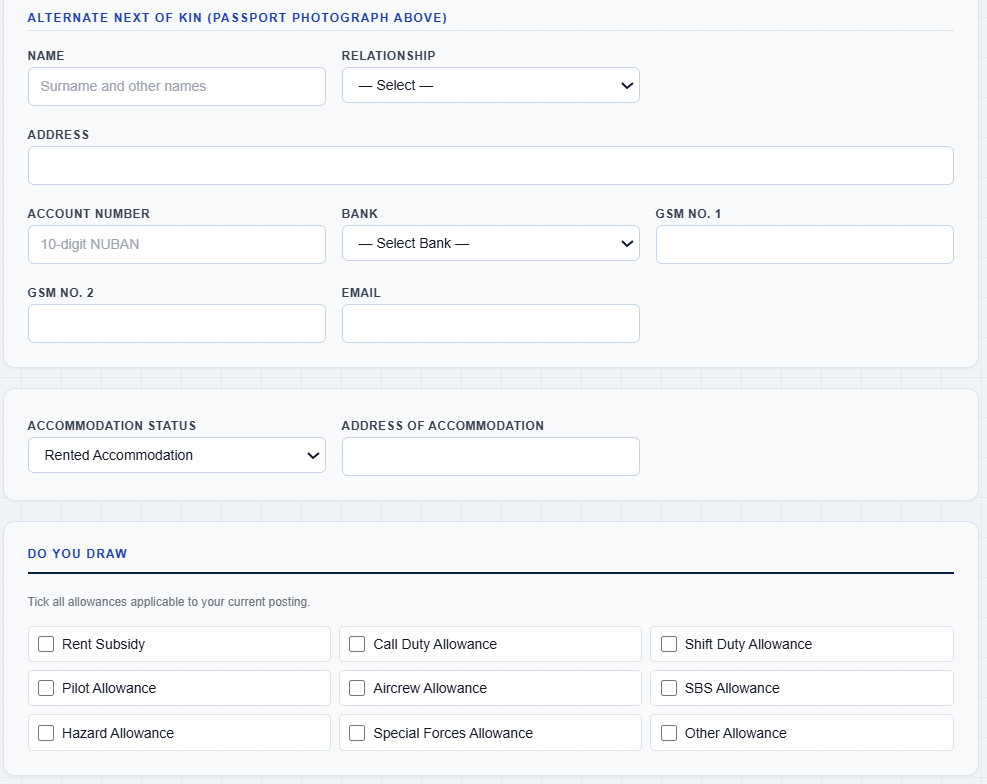 ALTERNATE NEXT OF KIN (PASSPORT PHOTOGRAPH ABOVE)
NAME
RELATIONSHIP
Surname and other names
— Select —
ADDRESS
ACCOUNT NUMBER
BANK
GSM NO. 1
10-digit NUBAN
— Select Bank —
GSM NO. 2
EMAIL
ACCOMMODATION STATUS
ADDRESS OF ACCOMMODATION
Rented Accommodation
DO YOU DRAW
Tick all allowances applicable to your current posting.
Rent Subsidy
Call Duty Allowance
Shift Duty Allowance
Pilot Allowance
Aircrew Allowance
SBS Allowance
Hazard Allowance
Special Forces Allowance
Other Allowance